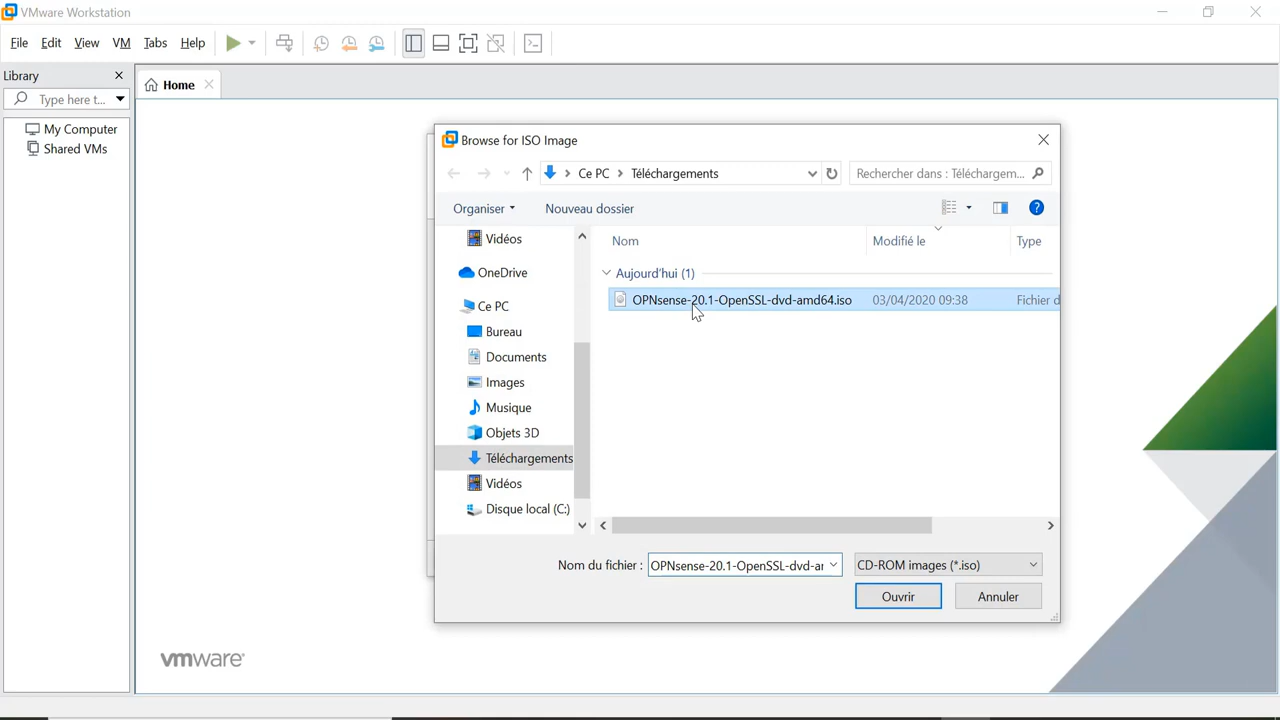 VMware Workstation
File Edit View VM Tabs Help
Library
Type here t...
Home
My Computer
Shared VMs
Browse for ISO Image
Ce PC > Téléchargements
Rechercher dans : Téléchargem...
Organiser
Nouveau dossier
Vidéos
OneDrive
Ce PC
Bureau
Documents
Images
Musique
Objets 3D
Téléchargements
Vidéos
Disque local (C:)
Nom Modifié le Type
Aujourd'hui (1)
OPNsense-20.1-OpenSSL-dvd-amd64.iso 03/04/2020 09:38 Fichier d
Nom du fichier : OPNsense-20.1-OpenSSL-dvd-ar CD-ROM images (*.iso)
Ouvrir Annuler
vmware®